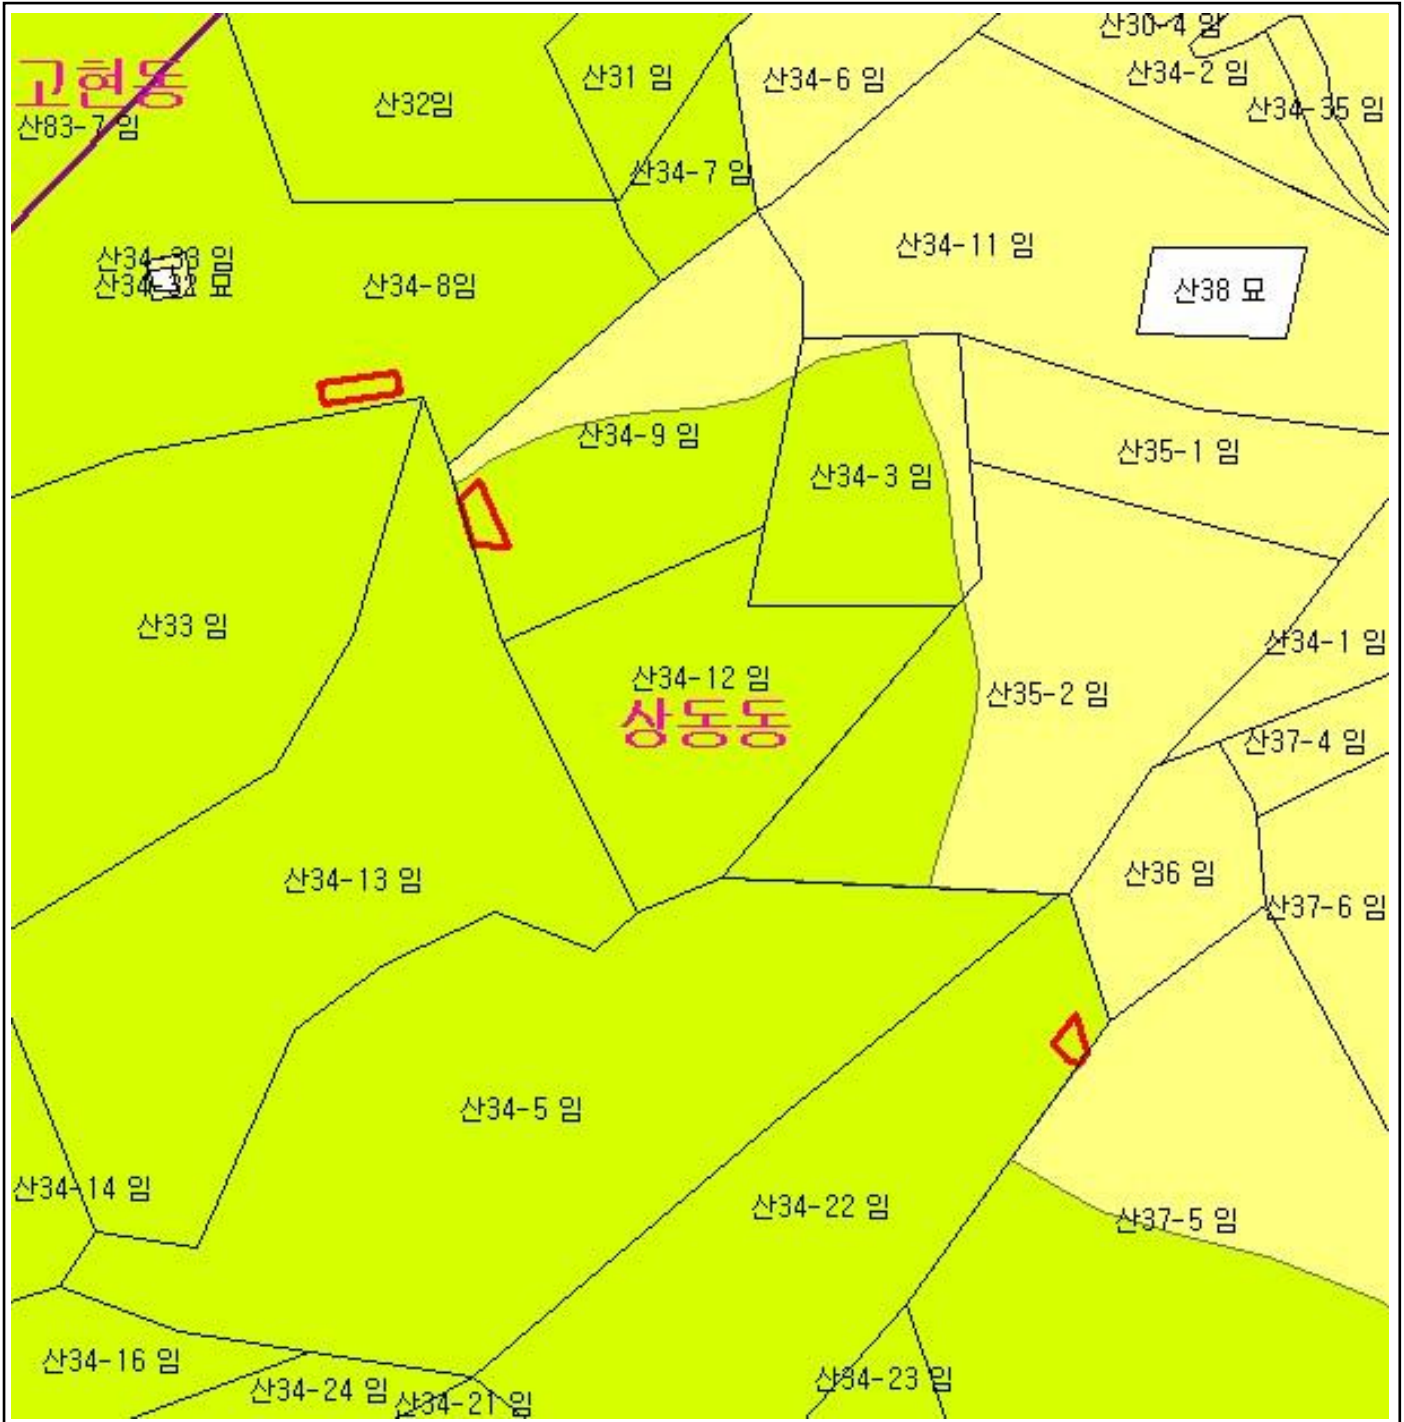 산30-4 임
산31 임
산34-6 임
산34-2 임
고현동
산32임
산34-35 임
산83-7 임
산34-7 임
산34-11 임
산34-33 임
산34-32 묘
산34-8임
산38 묘
산34-9 임
산35-1 임
산34-3 임
산33 임
산34-1 임
산34-12 임
산35-2 임
상동동
산37-4 임
산36 임
산34-13 임
산37-6 임
산34-5 임
산34-14 임
산34-22 임
산37-5 임
산34-16 임
산34-23 임
산34-24 임
산34-21 임